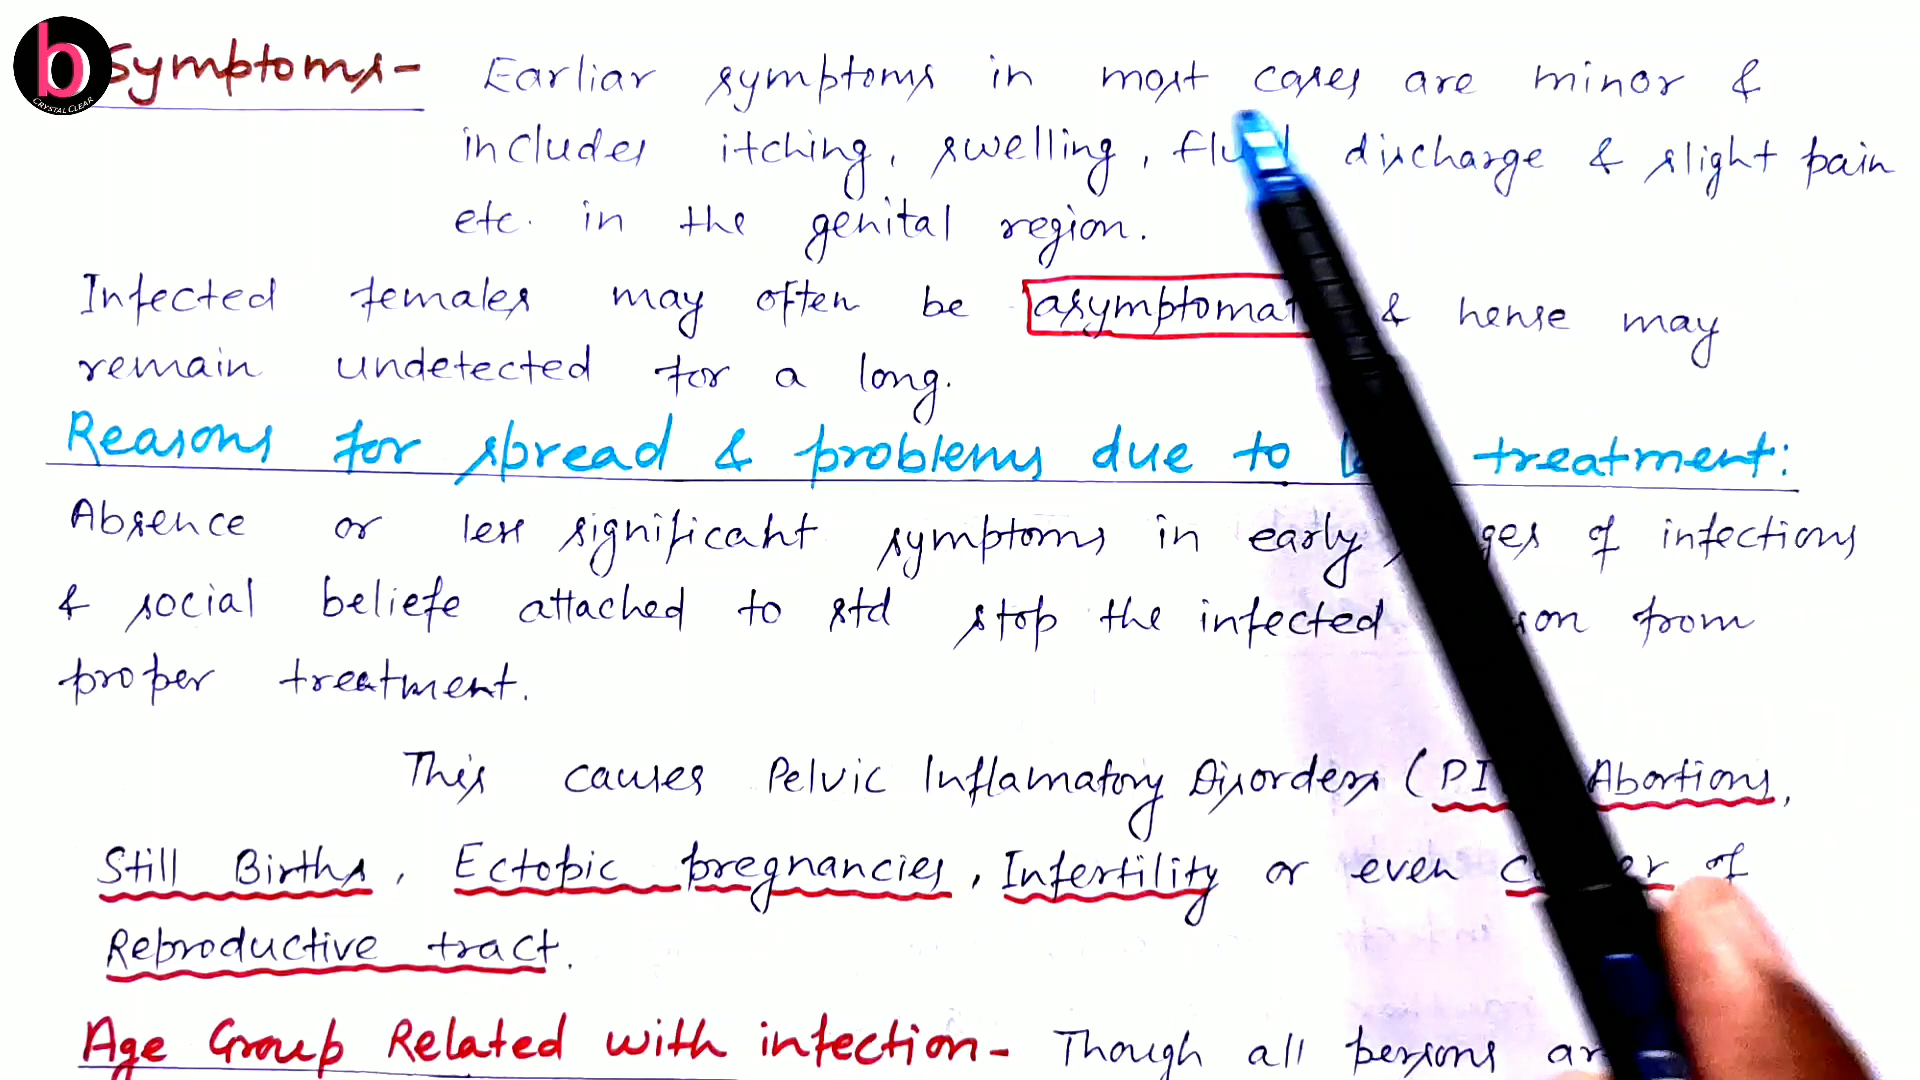 b
CRYSTAL CLEAR
Symptoms- Earliar symptoms in most cases are minor &
includes itching, swelling, discharge & slight pain
etc. in the genital region.
Infected females may often be & hense may
remain undetected for a long.
Reasons for spread & problems due to treatment:
Absence or less significant symptoms in early of infections
& social beliefe attached to std stop the infected from
proper treatment.
This causes Pelvic Inflamatory Disorders ( Abortions,
Still Births, Ectopic pregnancies, Infertility or even of
Reproductive tract.
Age Group Related with infection- Though all persons